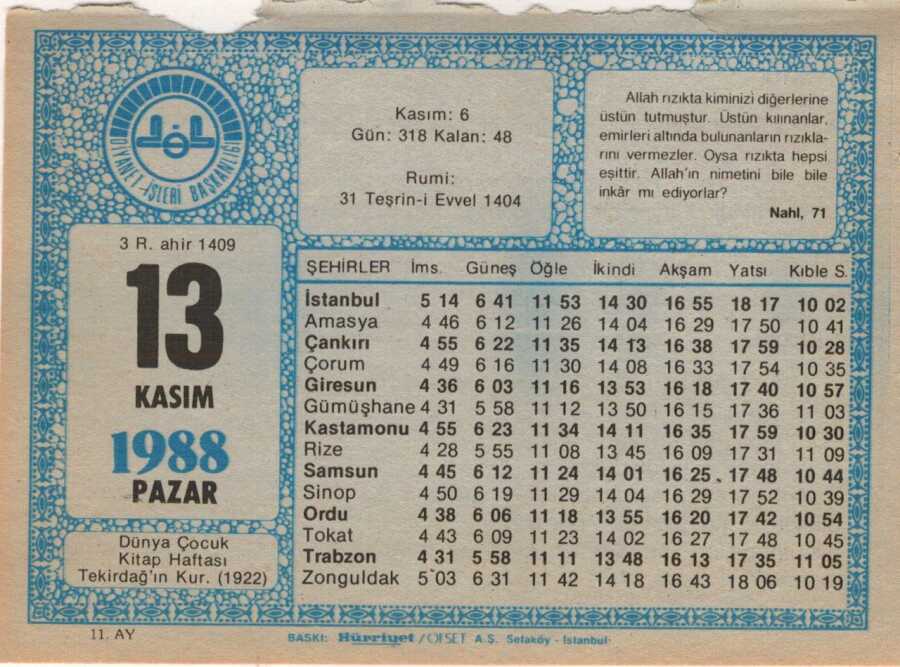 DİYANET İŞLERİ BAŞKANLIĞI
Kasım: 6
Gün: 318 Kalan: 48
Rumi:
31 Teşrin-i Evvel 1404
Allah rızıkta kiminizi diğerlerine
üstün tutmuştur. Üstün kılınanlar,
emirleri altında bulunanların rızıkla-
rını vermezler. Oysa rızıkta hepsi
eşittir. Allah'ın nimetini bile bile
inkâr mı ediyorlar?
Nahl, 71
3 R. ahir 1409
13
KASIM
1988
PAZAR
Dünya Çocuk
Kitap Haftası
Tekirdağ'ın Kur. (1922)
ŞEHİRLER İms. Güneş Öğle İkindi Akşam Yatsı Kıble S.
İstanbul 5 14 6 41 11 53 14 30 16 55 18 17 10 02
Amasya 4 46 6 12 11 26 14 04 16 29 17 50 10 41
Çankırı 4 55 6 22 11 35 14 13 16 38 17 59 10 28
Çorum 4 49 6 16 11 30 14 08 16 33 17 54 10 35
Giresun 4 36 6 03 11 16 13 53 16 18 17 40 10 57
Gümüşhane 4 31 5 58 11 12 13 50 16 15 17 36 11 03
Kastamonu 4 55 6 23 11 34 14 11 16 35 17 59 10 30
Rize 4 28 5 55 11 08 13 45 16 09 17 31 11 09
Samsun 4 45 6 12 11 24 14 01 16 25 17 48 10 44
Sinop 4 50 6 19 11 29 14 04 16 29 17 52 10 39
Ordu 4 38 6 06 11 18 13 55 16 20 17 42 10 54
Tokat 4 43 6 09 11 23 14 02 16 27 17 48 10 45
Trabzon 4 31 5 58 11 11 13 48 16 13 17 35 11 05
Zonguldak 5 03 6 31 11 42 14 18 16 43 18 06 10 19
11. AY
BASKI: Hürriyet / OFSET A.Ş. Sefaköy - İstanbul